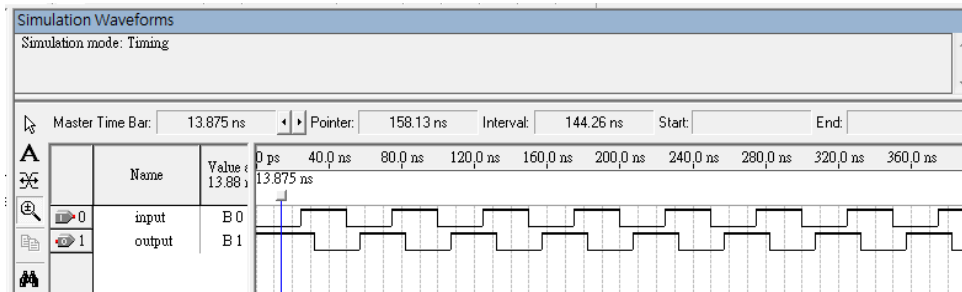 Simulation Waveforms
Simulation mode: Timing
Master Time Bar: 13.875 ns Pointer: 158.13 ns Interval: 144.26 ns Start: End:
A Name Value a 0 ps 40.0 ns 80.0 ns 120.0 ns 160.0 ns 200.0 ns 240.0 ns 280.0 ns 320.0 ns 360.0 ns
13.88 13.875 ns
0 input B 0
1 output B 1